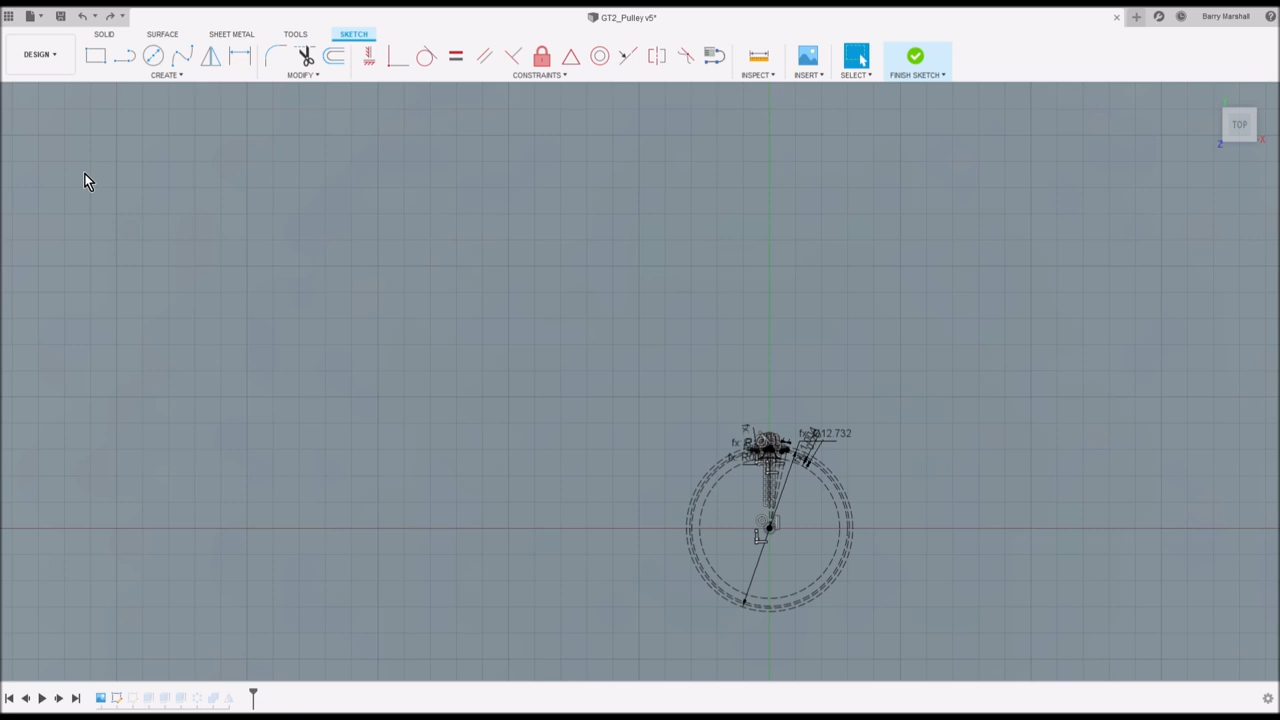 GT2_Pulley v5*
Barry Marshall
SOLID
SURFACE
SHEET METAL
TOOLS
SKETCH
DESIGN
CREATE
MODIFY
CONSTRAINTS
INSPECT
INSERT
SELECT
FINISH SKETCH
TOP
Z
X
12.732